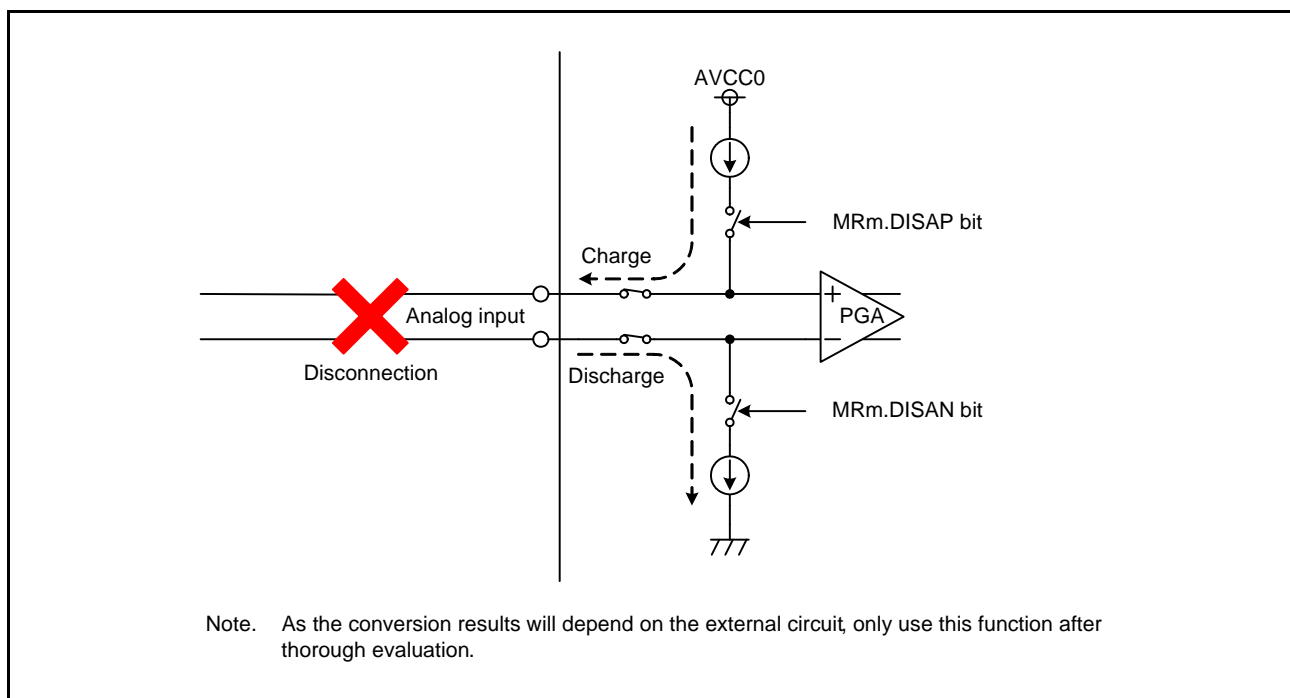 AVCC0
MRm.DISAP bit
Charge
+
PGA
Analog input
−
Disconnection
Discharge
MRm.DISAN bit
Note. As the conversion results will depend on the external circuit, only use this function after
thorough evaluation.